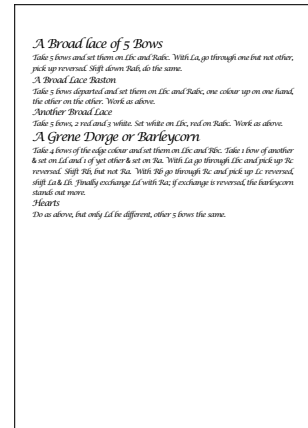 A Broad lace of 5 Bows
Take 5 bows and set them on Lbc and Rabc. With La, go through one but not other,
pick up reversed. Shift down Rab, do the same.
A Broad Lace Baston
Take 5 bows departed and set them on Lbc and Rabc, one colour up on one hand,
the other on the other. Work as above.
Another Broad Lace
Take 5 bows, 2 red and 3 white. Set white on Lbc, red on Rabc. Work as above.
A Grene Dorge or Barleycorn
Take 4 bows of the edge colour and set them on Lbc and Rbc. Take 1 bow of another
& set on Ld and 1 of yet other & set on Ra. With La go through Lbc and pick up Rc
reversed. Shift Rb, but not Ra. With Rb go through Rc and pick up Lc reversed,
shift La & Lb. Finally exchange Ld with Ra; if exchange is reversed, the barleycorn
stands out more.
Hearts
Do as above, but only Ld be different, other 5 bows the same.